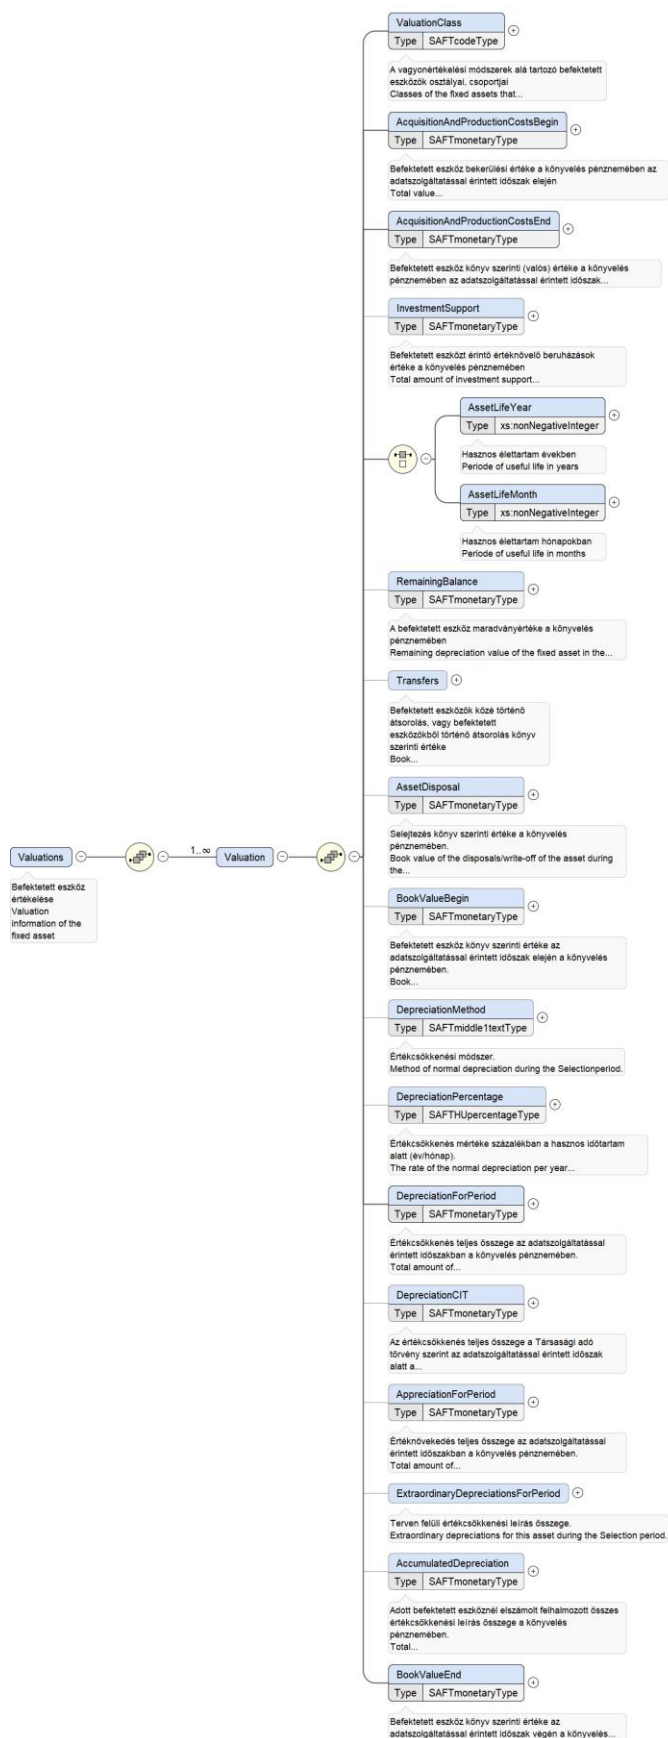 ValuationClass
Type SAFTcodeType
A vagyonértékelési módszerek alá tartozó befektetett
eszközök osztályai, csoportjai
Classes of the fixed assets that...
AcquisitionAndProductionCostsBegin
Type SAFTmonetaryType
Befektetett eszköz bekerülési értéke a könyvelés pénznemében az
adatszolgáltatással érintett időszak elején
Total value...
AcquisitionAndProductionCostsEnd
Type SAFTmonetaryType
Befektetett eszköz könyv szerinti (valós) értéke a könyvelés
pénznemében az adatszolgáltatással érintett időszak...
InvestmentSupport
Type SAFTmonetaryType
Befektetett eszközt érintő értéknövelő beruházások
értéke a könyvelés pénznemében
Total amount of investment support...
AssetLifeYear
Type xs:nonNegativeInteger
Hasznos élettartam években
Periode of useful life in years
AssetLifeMonth
Type xs:nonNegativeInteger
Hasznos élettartam hónapokban
Periode of useful life in months
RemainingBalance
Type SAFTmonetaryType
A befektetett eszköz maradványértéke a könyvelés
pénznemében
Remaining depreciation value of the fixed asset in the...
Transfers
Befektetett eszközök közé történő
átsorolás, vagy befektetett
eszközökből történő átsorolás könyv
szerinti értéke
Book...
AssetDisposal
Type SAFTmonetaryType
Selejtezés könyv szerinti értéke a könyvelés
pénznemében.
Book value of the disposals/write-off of the asset during
the...
Valuations
1..∞
Valuation
Befektetett eszköz
értékelése
Valuation
information of the
fixed asset
BookValueBegin
Type SAFTmonetaryType
Befektetett eszköz könyv szerinti értéke az
adatszolgáltatással érintett időszak elején a könyvelés
pénznemében.
Book...
DepreciationMethod
Type SAFTmiddle1textType
Értékcsökkenési módszer.
Method of normal depreciation during the Selectionperiod.
DepreciationPercentage
Type SAFTHUpercentageType
Értékcsökkenés mértéke százalékban a hasznos időtartam
alatt (év/hónap).
The rate of the normal depreciation per year...
DepreciationForPeriod
Type SAFTmonetaryType
Értékcsökkenés teljes összege az adatszolgáltatással
érintett időszakban a könyvelés pénznemében.
Total amount of...
DepreciationCIT
Type SAFTmonetaryType
Az értékcsökkenés teljes összege a Társasági adó
törvény szerint az adatszolgáltatással érintett időszak
alatt a...
AppreciationForPeriod
Type SAFTmonetaryType
Értéknövekedés teljes összege az adatszolgáltatással
érintett időszakban a könyvelés pénznemében.
Total amount of...
ExtraordinaryDepreciationsForPeriod
Terven felüli értékcsökkenési leírás összege.
Extraordinary depreciations for this asset during the Selection period.
AccumulatedDepreciation
Type SAFTmonetaryType
Adott befektetett eszköznél elszámolt felhalmozott összes
értékcsökkenési leírás összege a könyvelés
pénznemében.
Total...
BookValueEnd
Type SAFTmonetaryType
Befektetett eszköz könyv szerinti értéke az
adatszolgáltatással érintett időszak végén a könyvelés...